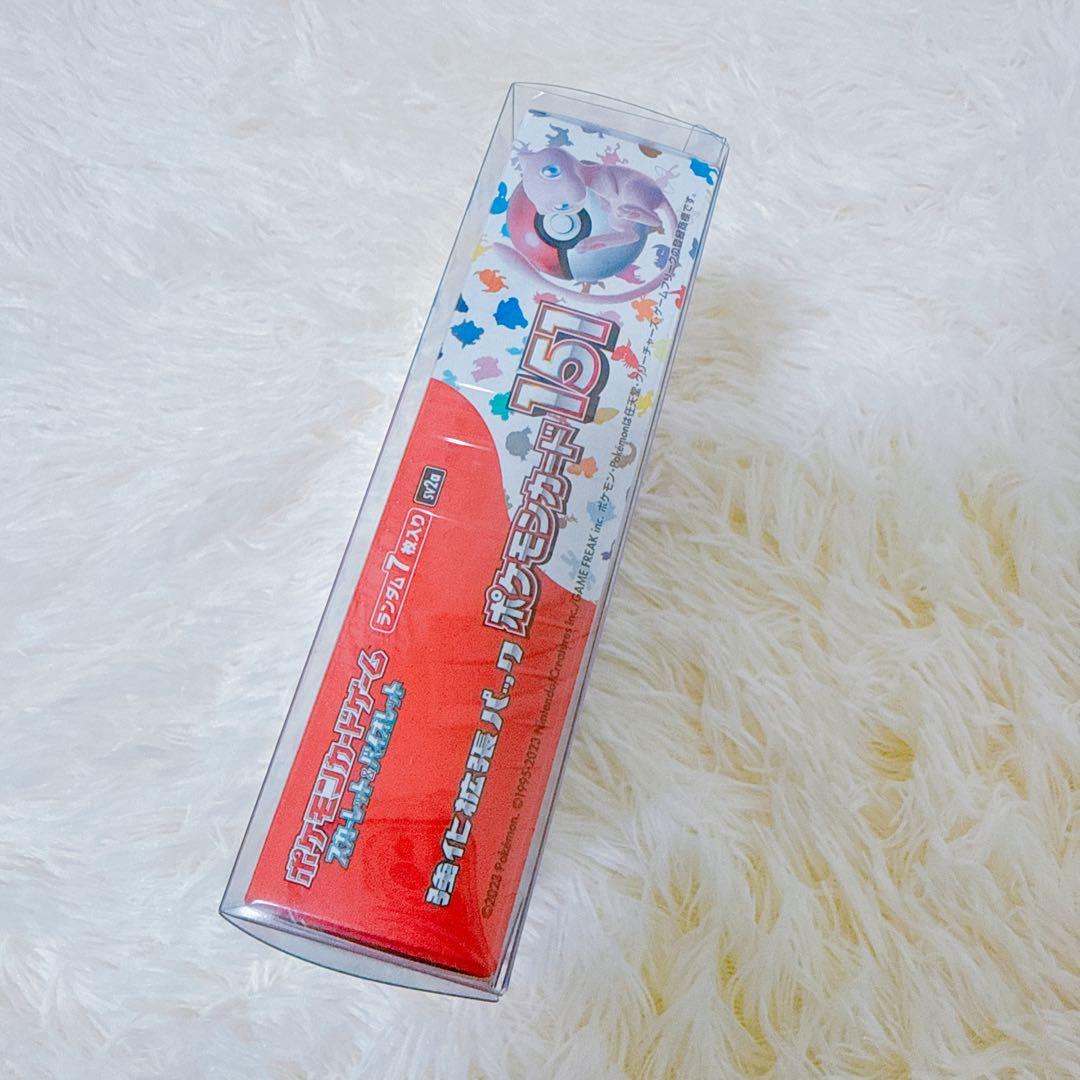 ポケモンカードゲーム
スカーレット&バイオレット
ランダム7枚入り
sv2a
強化拡張パック ポケモンカード151
©2023 Pokémon. ©1995-2023 Nintendo/Creatures inc./GAME FREAK inc. ポケモン・Pokémonは任天堂・クリーチャーズ・ゲームフリークの登録商標です。